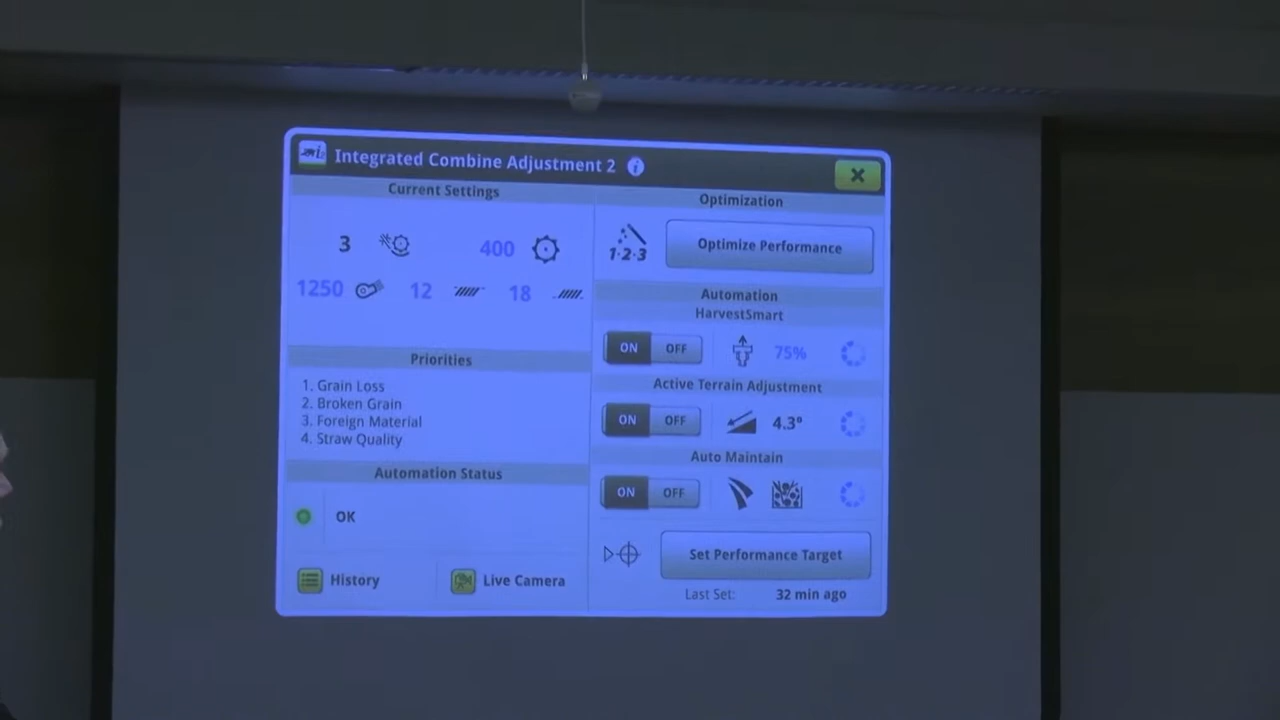 Integrated Combine Adjustment 2
Current Settings
3
400
1250
12
18
Priorities
1. Grain Loss
2. Broken Grain
3. Foreign Material
4. Straw Quality
Automation Status
OK
History
Live Camera
Optimization
1·2·3
Optimize Performance
Automation
HarvestSmart
ON OFF
75%
Active Terrain Adjustment
ON OFF
4.3°
Auto Maintain
ON OFF
Set Performance Target
Last Set: 32 min ago